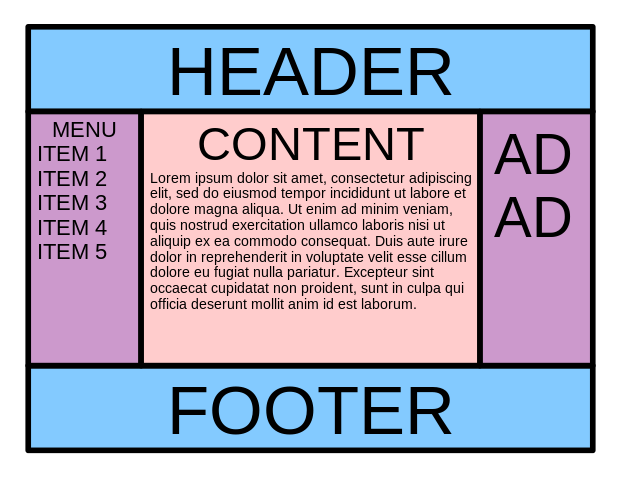 HEADER
MENU
ITEM 1
ITEM 2
ITEM 3
ITEM 4
ITEM 5
CONTENT
Lorem ipsum dolor sit amet, consectetur adipiscing
elit, sed do eiusmod tempor incididunt ut labore et
dolore magna aliqua. Ut enim ad minim veniam,
quis nostrud exercitation ullamco laboris nisi ut
aliquip ex ea commodo consequat. Duis aute irure
dolor in reprehenderit in voluptate velit esse cillum
dolore eu fugiat nulla pariatur. Excepteur sint
occaecat cupidatat non proident, sunt in culpa qui
officia deserunt mollit anim id est laborum.
AD
AD
FOOTER